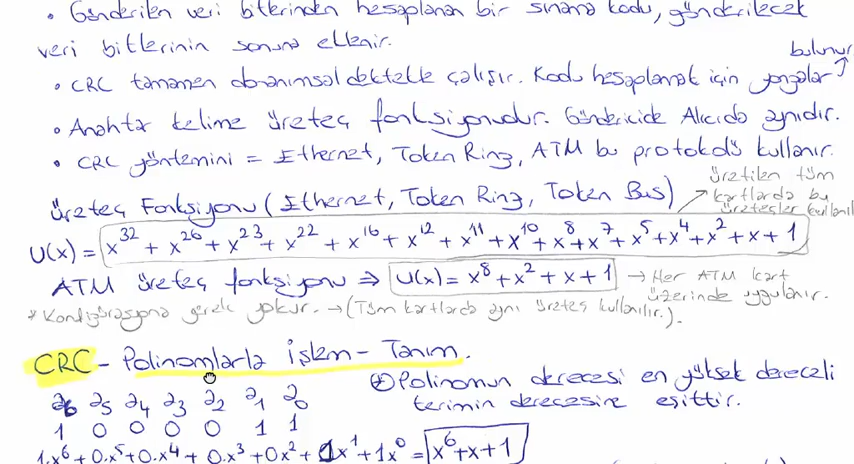 • Gönderilen veri bitlerinden hesaplanan bir sınama kodu, gönderilecek
veri bitlerinin sonuna eklenir.
bulunur
• CRC tamamen donanımsal destekle çalışır. Kodu hesaplamak için yongalar
• Anahtar kelime üreteç fonksiyonudur. Göndericide Alıcıda aynıdır.
• CRC yöntemini = Ethernet, Token Ring, ATM bu protokolü kullanır.
Üreteç Fonksiyonu (Ethernet, Token Ring, Token Bus)
üretilen tüm
kartlarda bu
üreteçler kullanıl
U(x) = x³² + x²⁶ + x²³ + x²² + x¹⁶ + x¹² + x¹¹ + x¹⁰ + x⁸ + x⁷ + x⁵ + x⁴ + x² + x + 1
ATM üreteç fonksiyonu ⇒ U(x) = x⁸ + x² + x + 1 → Her ATM kart
üzerinde uygulanır.
* Konfigürasyona gerek yoktur. → (Tüm kartlarda aynı üreteç kullanılır.).
CRC - Polinomlarla İşlem - Tanım.
a₆ a₅ a₄ a₃ a₂ a₁ a₀
1 0 0 0 0 1 1
1.x⁶ + 0.x⁵ + 0.x⁴ + 0.x³ + 0x² + 1x¹ + 1x⁰ = x⁶ + x + 1
Polinomun derecesi en yüksek dereceli
terimin derecesine eşittir.